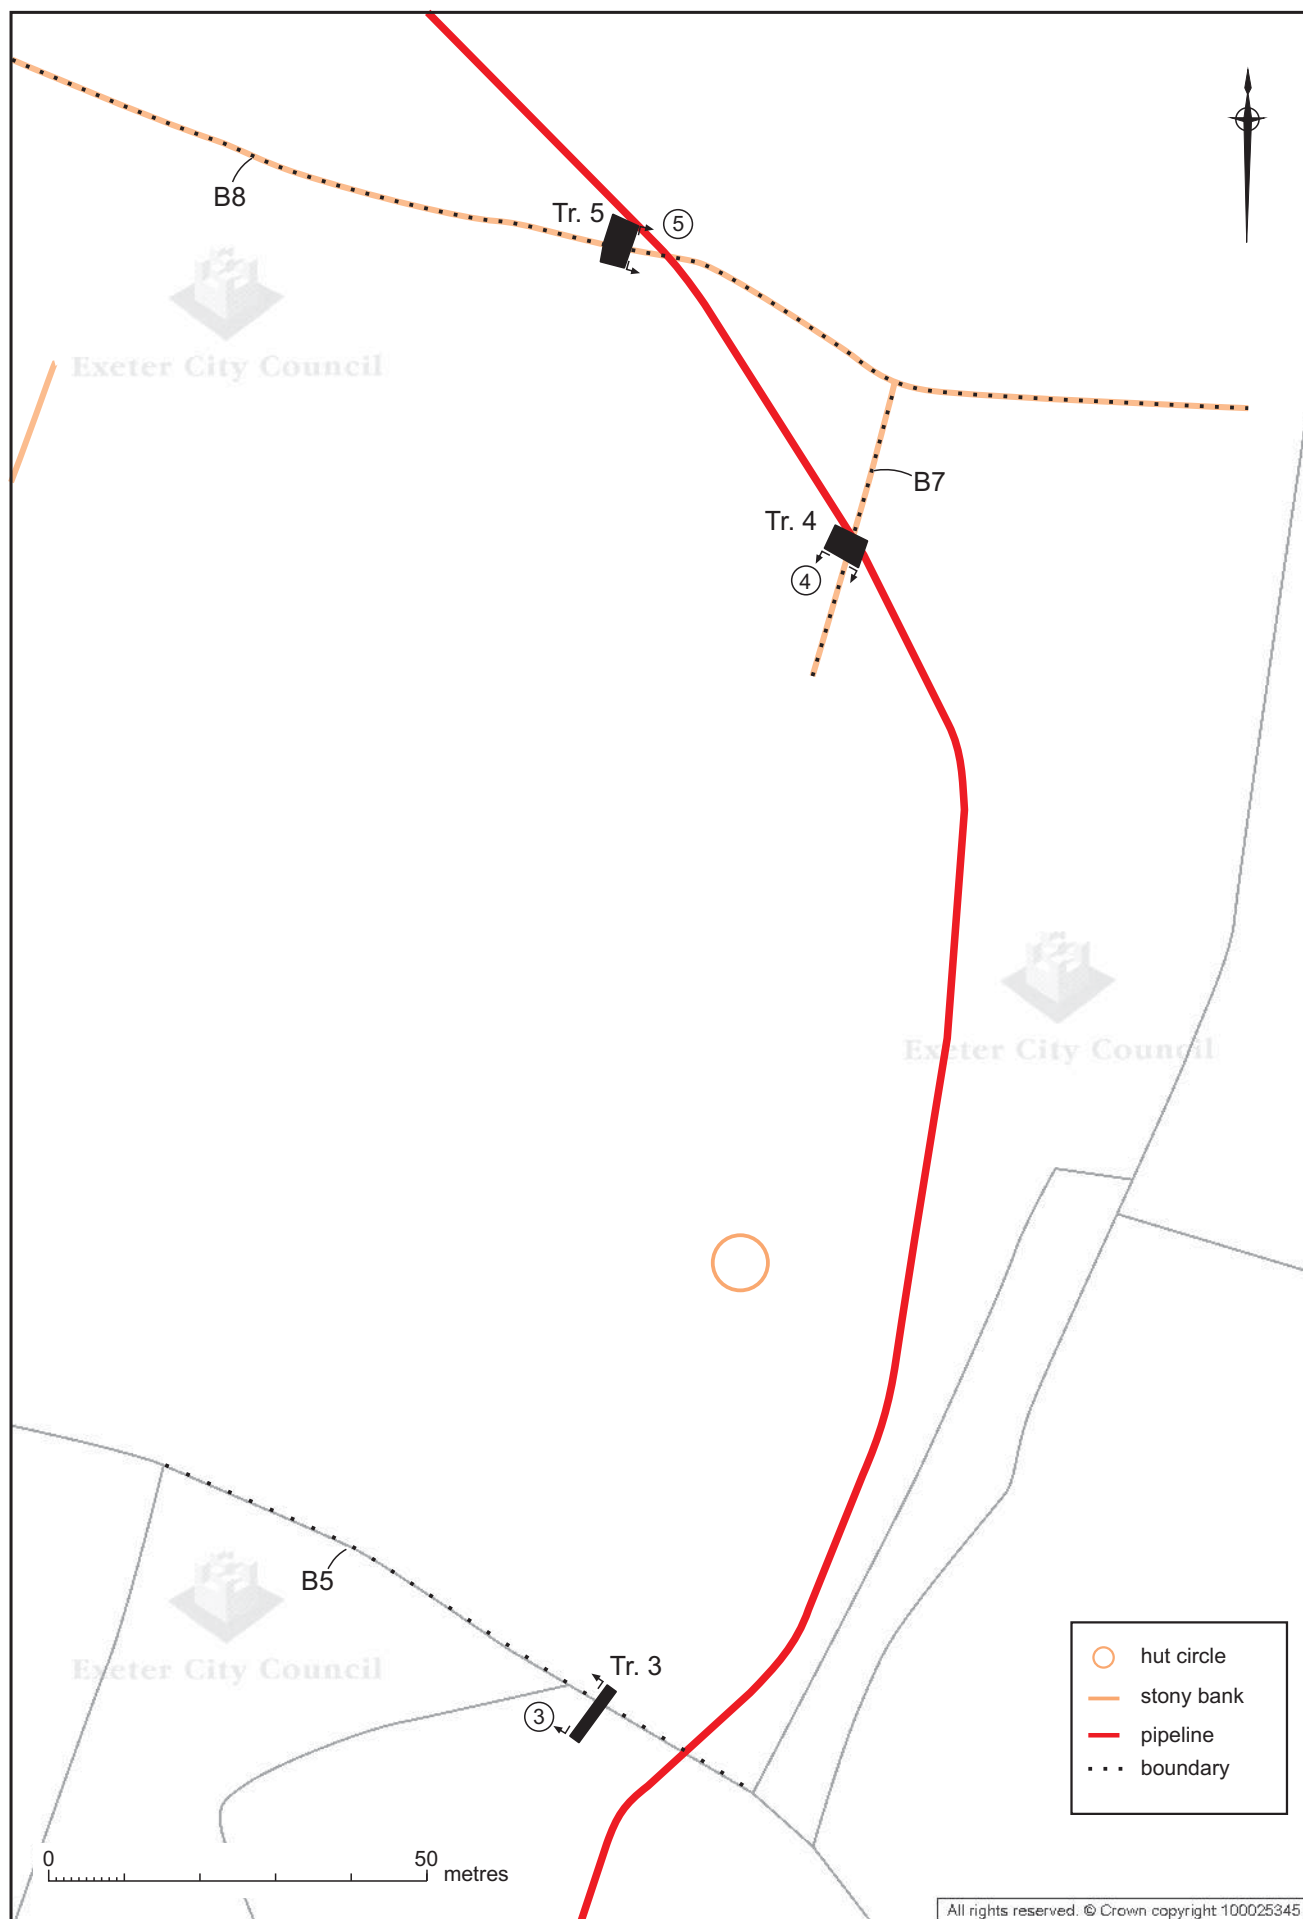 B8
Tr. 5
5
Exeter City Council
B7
Tr. 4
4
Exeter City Council
B5
Tr. 3
Exeter City Council
3
hut circle
stony bank
pipeline
boundary
0 50 metres
All rights reserved. © Crown copyright 100025345